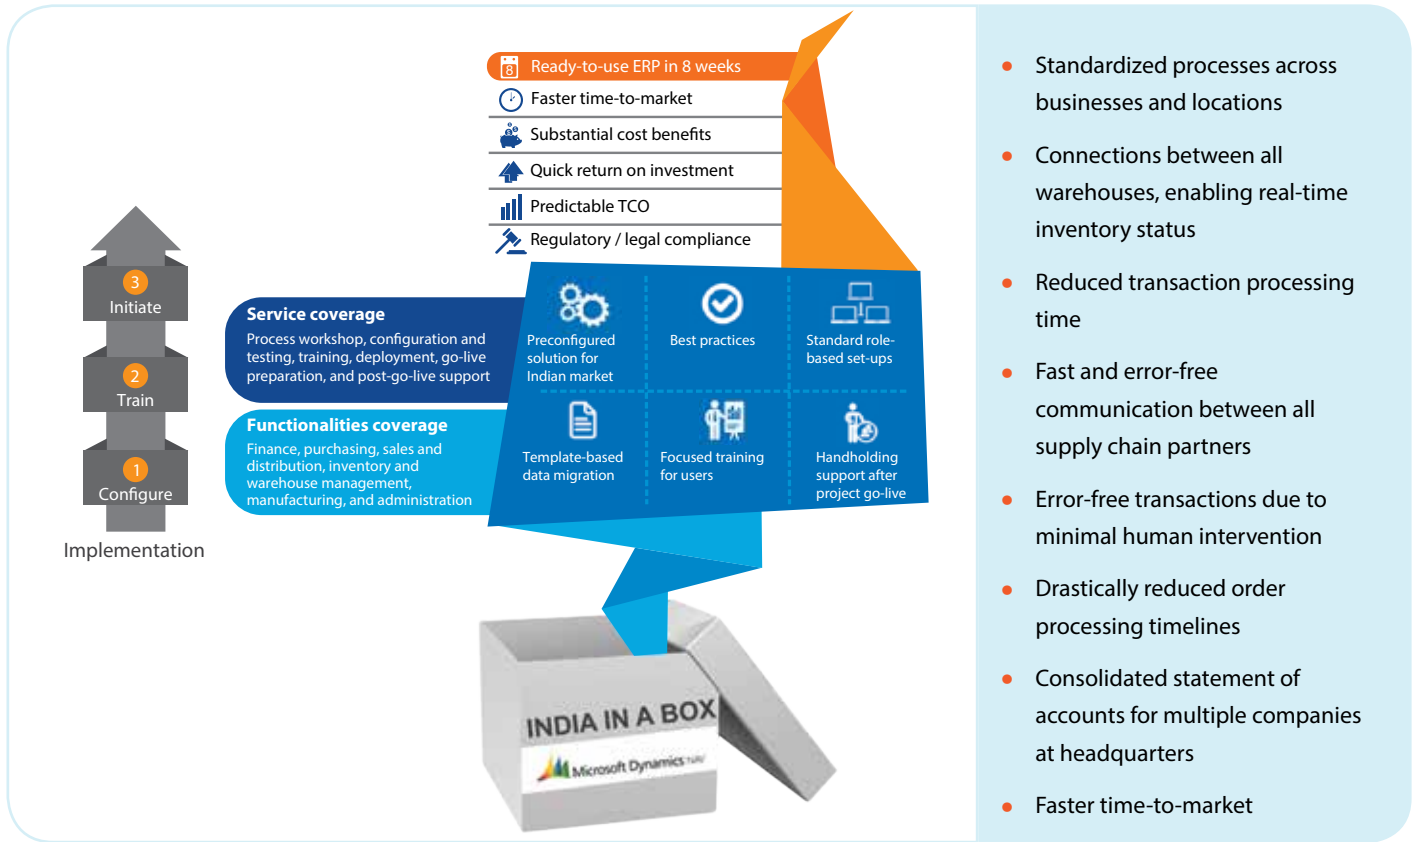 8
Ready-to-use ERP in 8 weeks
Faster time-to-market
Substantial cost benefits
Quick return on investment
Predictable TCO
Regulatory / legal compliance
3
Initiate
2
Train
1
Configure
Implementation
Service coverage
Process workshop, configuration and
testing, training, deployment, go-live
preparation, and post-go-live support
Functionalities coverage
Finance, purchasing, sales and
distribution, inventory and
warehouse management,
manufacturing, and administration
Preconfigured
solution for
Indian market
Best practices
Standard role-
based set-ups
Template-based
data migration
Focused training
for users
Handholding
support after
project go-live
INDIA IN A BOX
Microsoft Dynamics NAV
• Standardized processes across
businesses and locations
• Connections between all
warehouses, enabling real-time
inventory status
• Reduced transaction processing
time
• Fast and error-free
communication between all
supply chain partners
• Error-free transactions due to
minimal human intervention
• Drastically reduced order
processing timelines
• Consolidated statement of
accounts for multiple companies
at headquarters
• Faster time-to-market